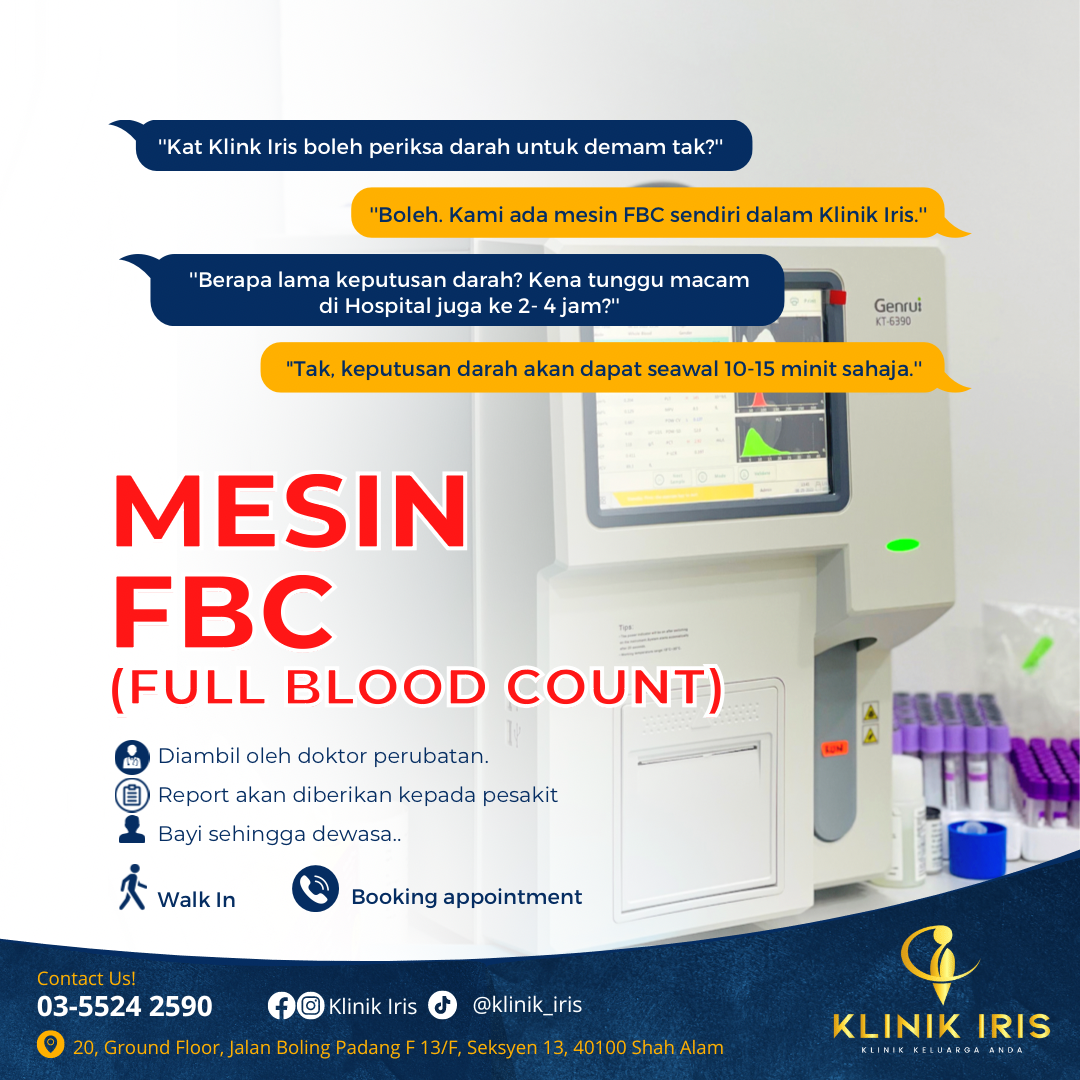 "Kat Klink Iris boleh periksa darah untuk demam tak?"
"Boleh. Kami ada mesin FBC sendiri dalam Klinik Iris."
"Berapa lama keputusan darah? Kena tunggu macam
di Hospital juga ke 2- 4 jam?"
"Tak, keputusan darah akan dapat seawal 10-15 minit sahaja."
Genrui
KT-6390
MESIN
FBC
(FULL BLOOD COUNT)
Tips:
Diambil oleh doktor perubatan.
Report akan diberikan kepada pesakit
Bayi sehingga dewasa..
RUN
Walk In
Booking appointment
Contact Us!
03-5524 2590
Klinik Iris
@klinik_iris
20, Ground Floor, Jalan Boling Padang F 13/F, Seksyen 13, 40100 Shah Alam
KLINIK IRIS
KLINIK KELUARGA ANDA